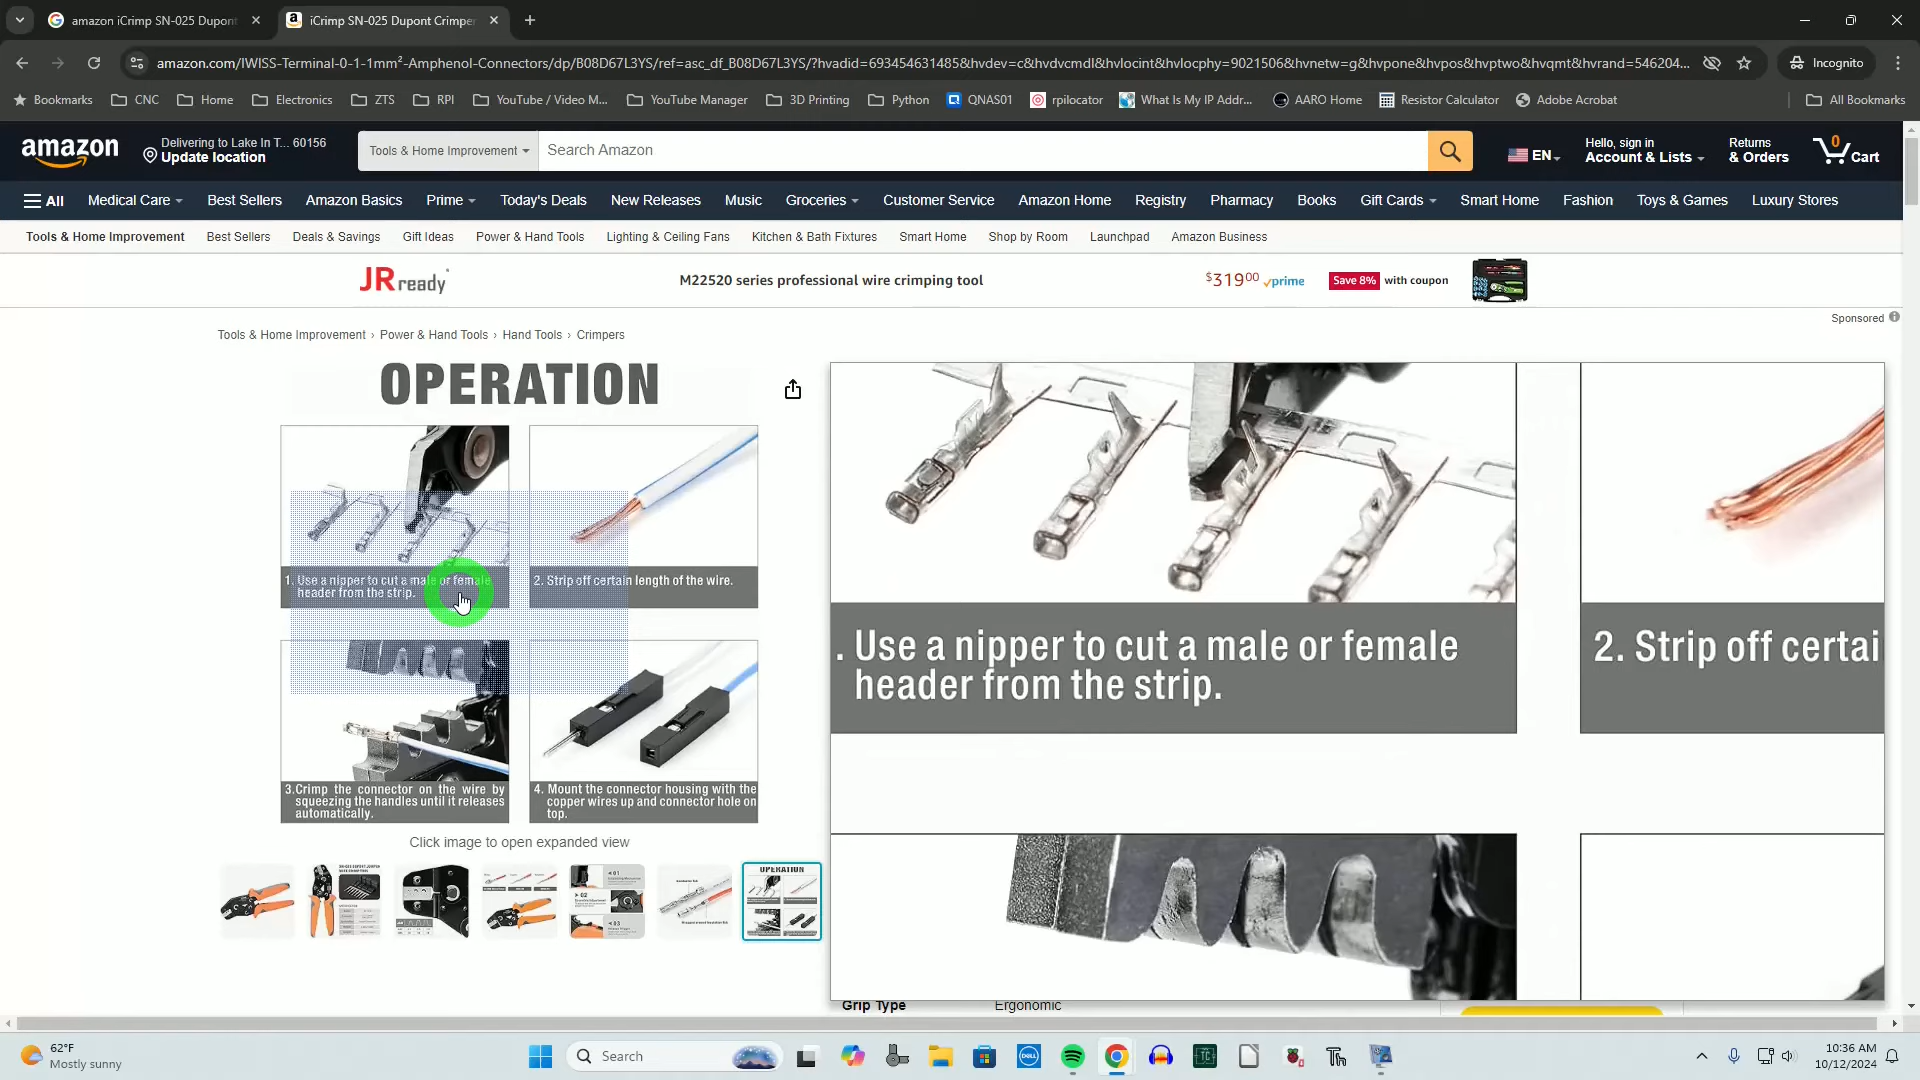 amazon iCrimp SN-025 Dupont
iCrimp SN-025 Dupont Crimper
amazon.com/IWISS-Terminal-0-1-1mm²-Amphenol-Connectors/dp/B08D67L3YS/ref=asc_df_B08D67L3YS/?hvadid=693454631485&hvdev=c&hvdvcmdl&hvlocint&hvlocphy=9021506&hvnetw=g&hvpone&hvpos&hvptwo&hvqmt&hvrand=546204...
Incognito
Bookmarks CNC Home Electronics ZTS RPI YouTube / Video M... YouTube Manager 3D Printing Python QNAS01 rpilocator What Is My IP Addr... AARO Home Resistor Calculator Adobe Acrobat All Bookmarks
amazon
Delivering to Lake In T... 60156
Update location
Tools & Home Improvement
Search Amazon
EN
Hello, sign in
Account & Lists
Returns
& Orders
0
Cart
All Medical Care Best Sellers Amazon Basics Prime Today's Deals New Releases Music Groceries Customer Service Amazon Home Registry Pharmacy Books Gift Cards Smart Home Fashion Toys & Games Luxury Stores
Tools & Home Improvement Best Sellers Deals & Savings Gift Ideas Power & Hand Tools Lighting & Ceiling Fans Kitchen & Bath Fixtures Smart Home Shop by Room Launchpad Amazon Business
JRready M22520 series professional wire crimping tool $319.00 prime Save 8% with coupon
Sponsored
Tools & Home Improvement › Power & Hand Tools › Hand Tools › Crimpers
OPERATION
1. Use a nipper to cut a male or female
header from the strip.
2. Strip off certain length of the wire.
3.Crimp the connector on the wire by
squeezing the handles until it releases
automatically.
4. Mount the connector housing with the
copper wires up and connector hole on
top.
Click image to open expanded view
OPERATION
. Use a nipper to cut a male or female
header from the strip.
2. Strip off certai
Grip Type Ergonomic
62°F
Mostly sunny
Search
DELL
TC
10:36 AM
10/12/2024